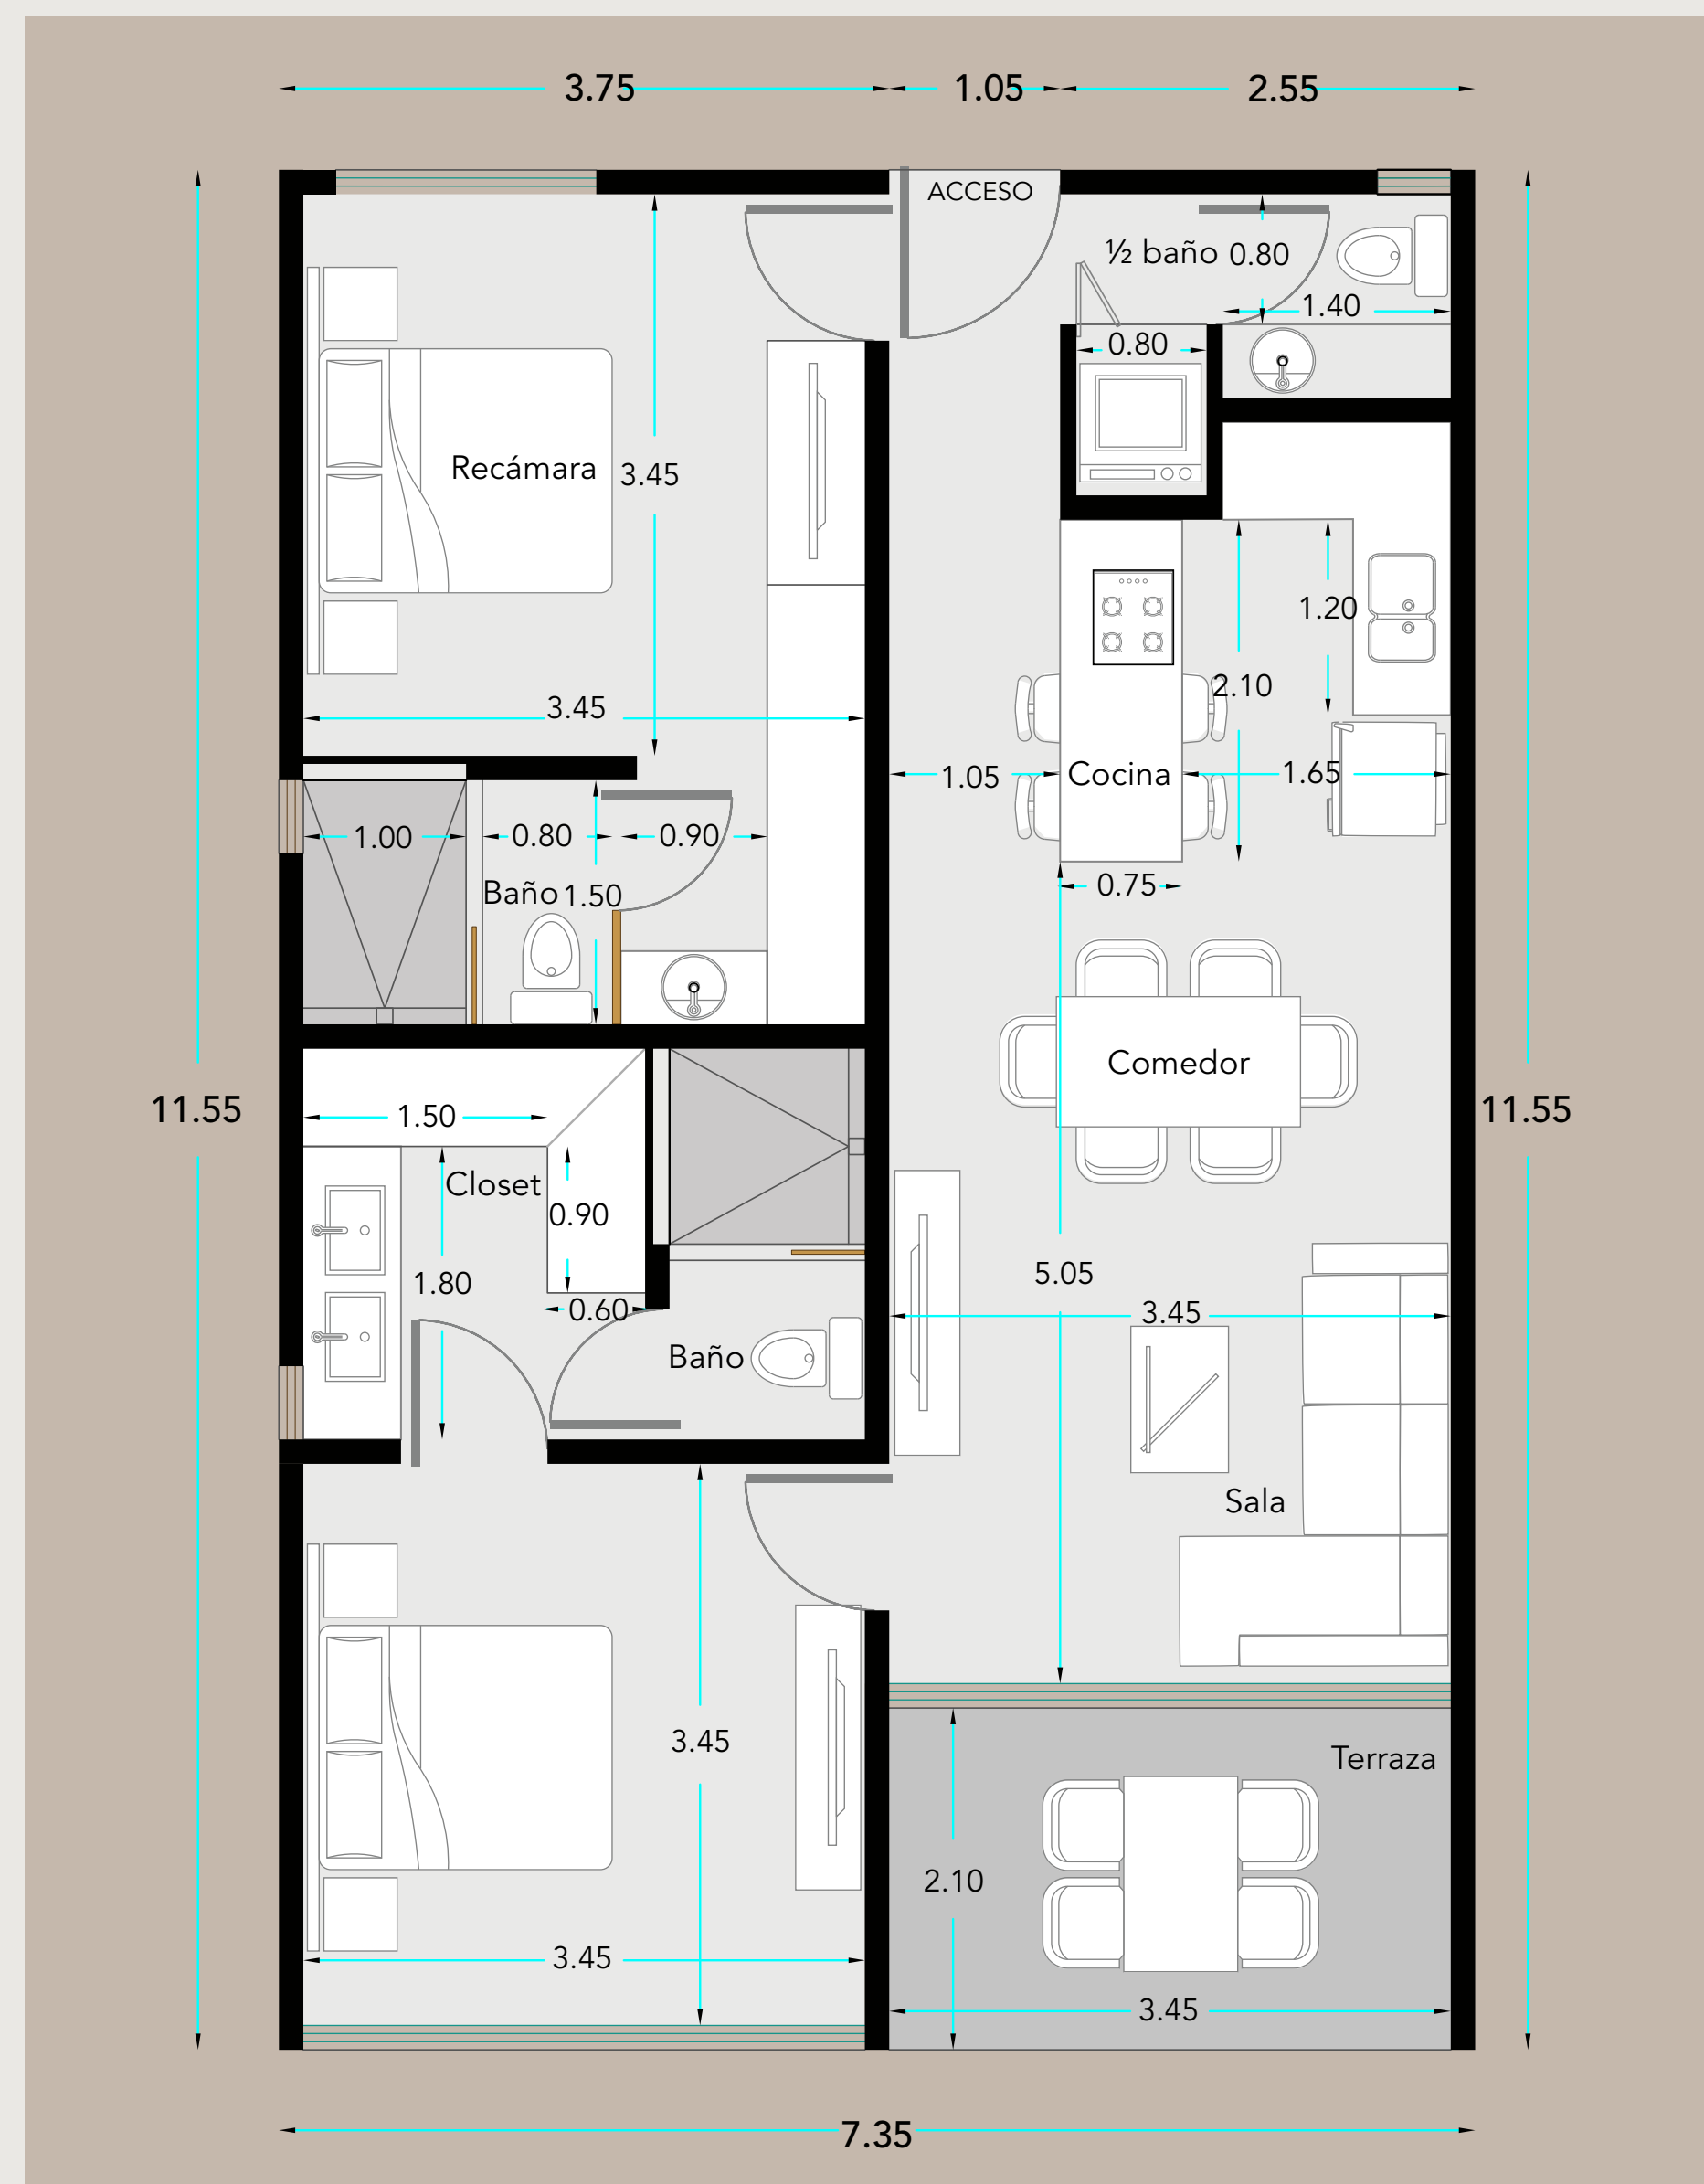 3.75 1.05 2.55
ACCESO
½ baño 0.80
1.40
0.80
Recámara 3.45
1.20
2.10
3.45
1.05 Cocina 1.65
1.00 0.80 0.90
0.75
Baño 1.50
Comedor
11.55 11.55
1.50
Closet
0.90
5.05
1.80
0.60 3.45
Baño
Sala
3.45
Terraza
2.10
3.45
3.45
7.35